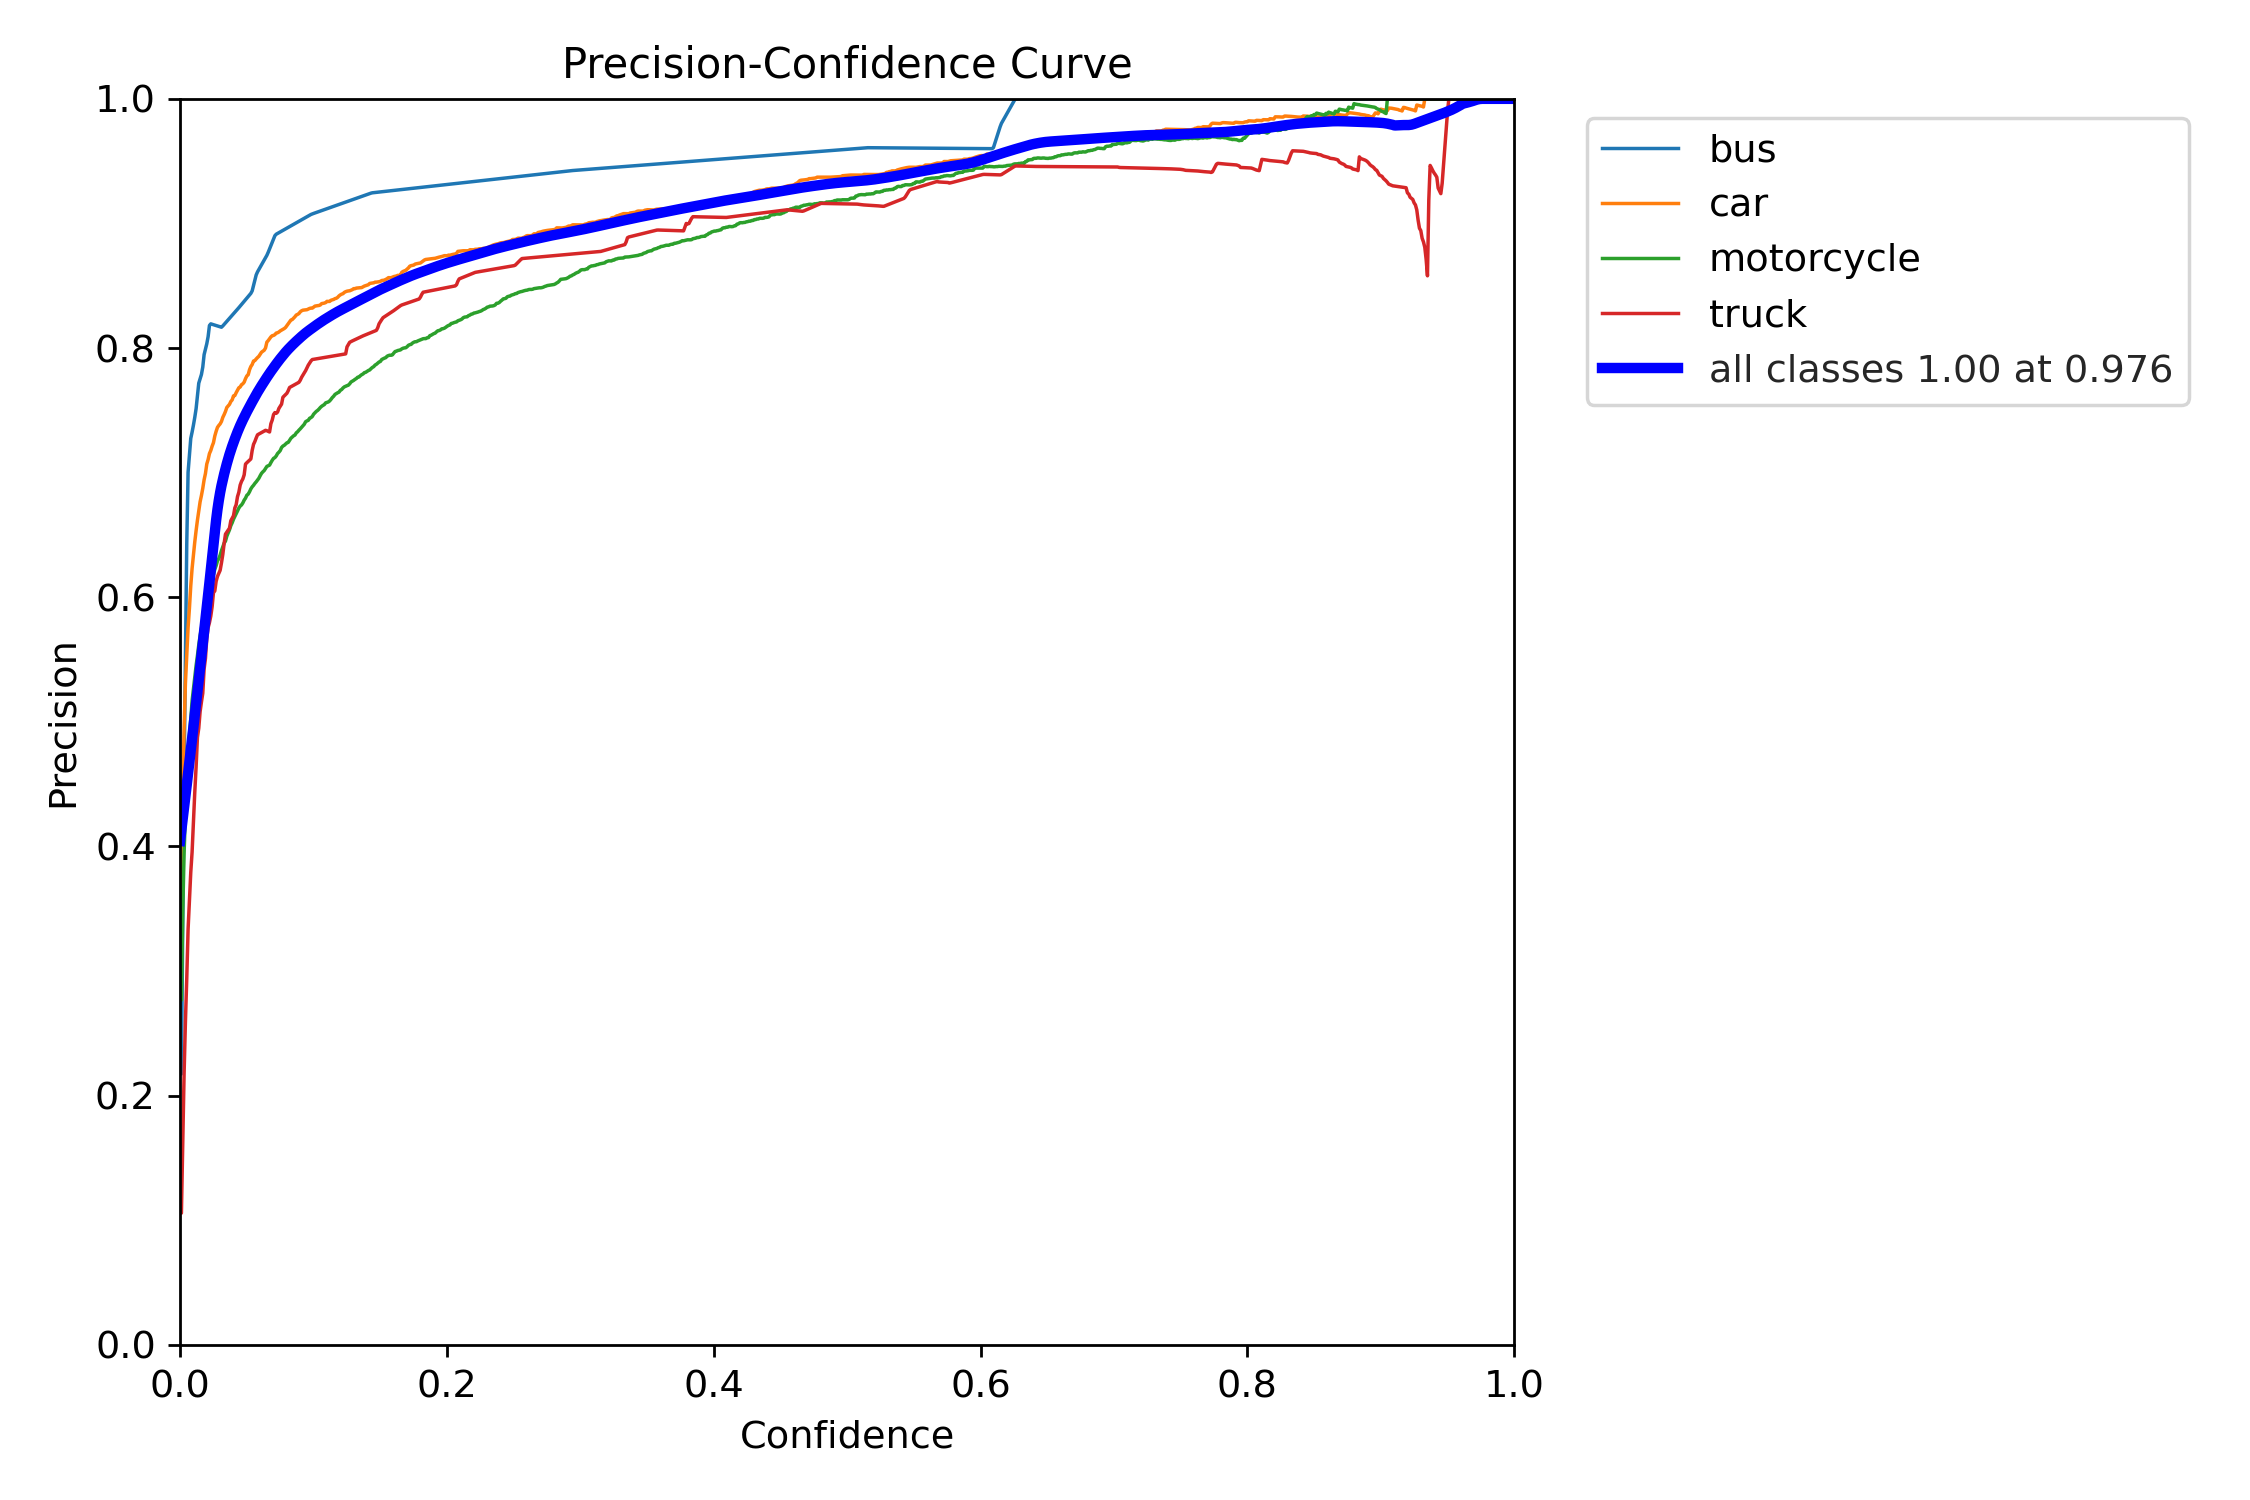 Precision-Confidence Curve
1.0
0.8
0.6
0.4
0.2
0.0
Precision
0.0 0.2 0.4 0.6 0.8 1.0
Confidence
bus
car
motorcycle
truck
all classes 1.00 at 0.976